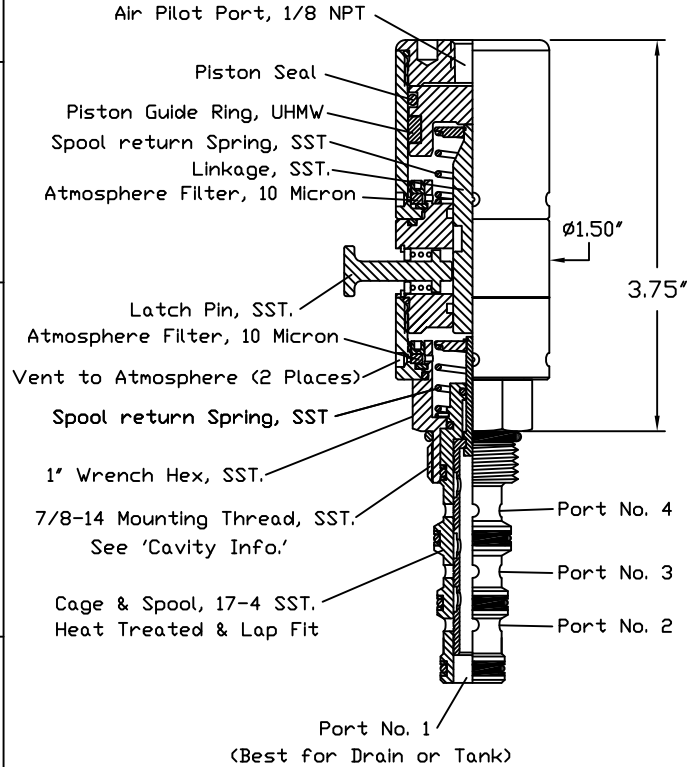 Air Pilot Port, 1/8 NPT
Piston Seal
Piston Guide Ring, UHMW
Spool return Spring, SST
Linkage, SST.
Atmosphere Filter, 10 Micron
Ø1.50"
3.75"
Latch Pin, SST.
Atmosphere Filter, 10 Micron
Vent to Atmosphere (2 Places)
Spool return Spring, SST
1" Wrench Hex, SST.
7/8-14 Mounting Thread, SST.
See 'Cavity Info.'
Port No. 4
Port No. 3
Cage & Spool, 17-4 SST.
Heat Treated & Lap Fit
Port No. 2
Port No. 1
(Best for Drain or Tank)